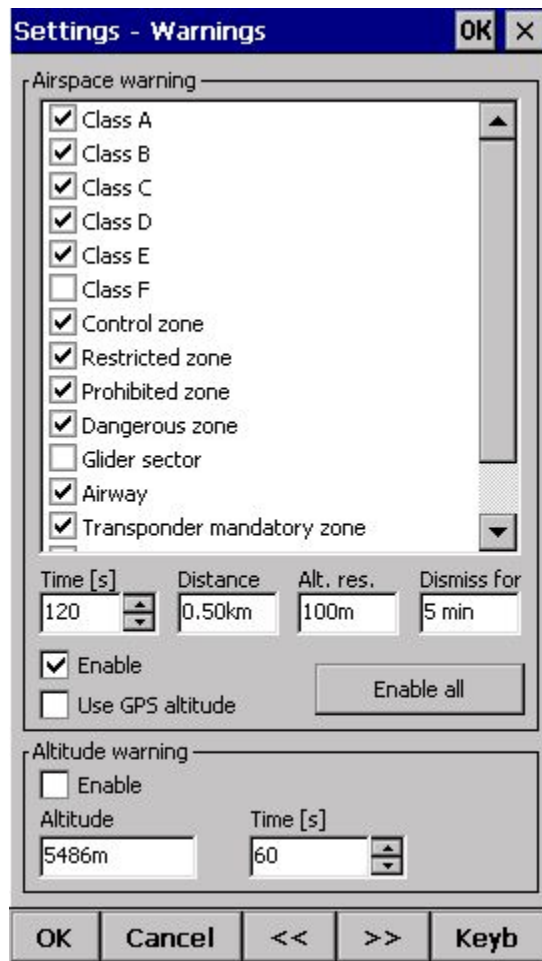 Settings - Warnings OK ×
Airspace warning
Class A
Class B
Class C
Class D
Class E
Class F
Control zone
Restricted zone
Prohibited zone
Dangerous zone
Glider sector
Airway
Transponder mandatory zone
Time [s] Distance Alt. res. Dismiss for
120 0.50km 100m 5 min
Enable
Use GPS altitude
Enable all
Altitude warning
Enable
Altitude Time [s]
5486m 60
OK Cancel << >> Keyb